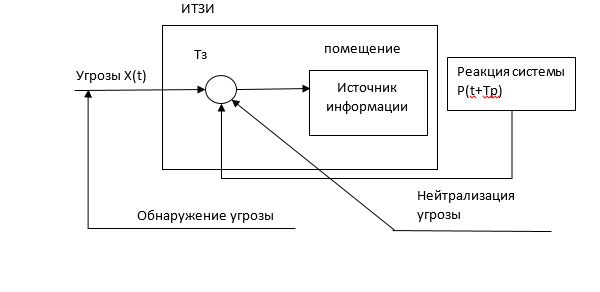 ИТЗИ
Тз
помещение
Угрозы X(t)
Источник
информации
Реакция системы
P(t+Tp)
Нейтрализация
угрозы
Обнаружение угрозы